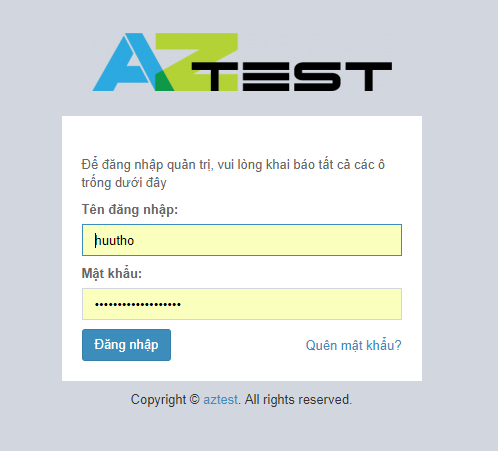 AZTEST
Để đăng nhập quản trị, vui lòng khai báo tất cả các ô
trống dưới đây
Tên đăng nhập:
huutho
Mật khẩu:
•••••••••••••••••••
Đăng nhập
Quên mật khẩu?
Copyright © aztest. All rights reserved.